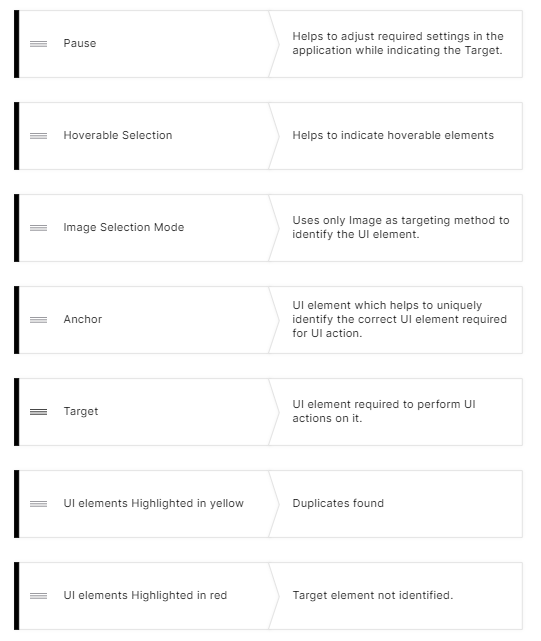 Pause
Helps to adjust required settings in the
application while indicating the Target.
Hoverable Selection
Helps to indicate hoverable elements
Image Selection Mode
Uses only Image as targeting method to
identify the UI element.
Anchor
UI element which helps to uniquely
identify the correct UI element required
for UI action.
Target
UI element required to perform UI
actions on it.
UI elements Highlighted in yellow
Duplicates found
UI elements Highlighted in red
Target element not identified.